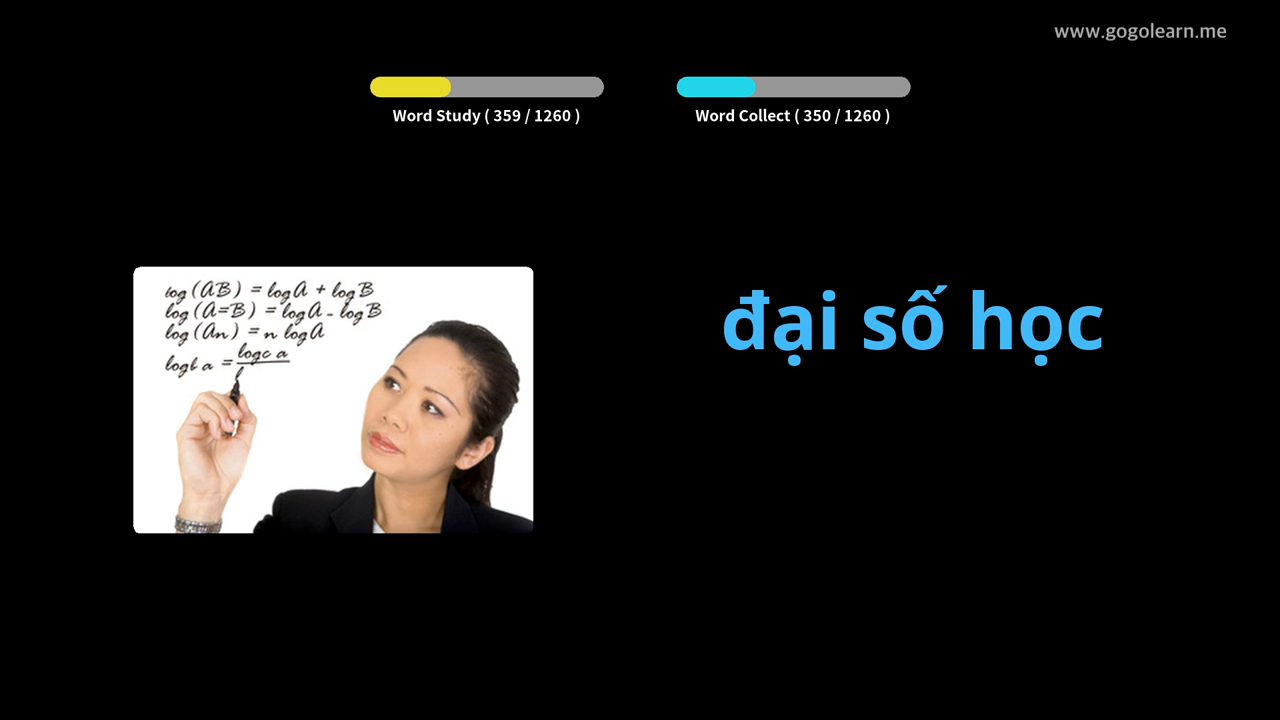 www.gogolearn.me
Word Study ( 359 / 1260 )
Word Collect ( 350 / 1260 )
log (AB) = log A + log B
log (A=B) = log A - log B
log (An) = n log A
logb a = logc a
đại số học